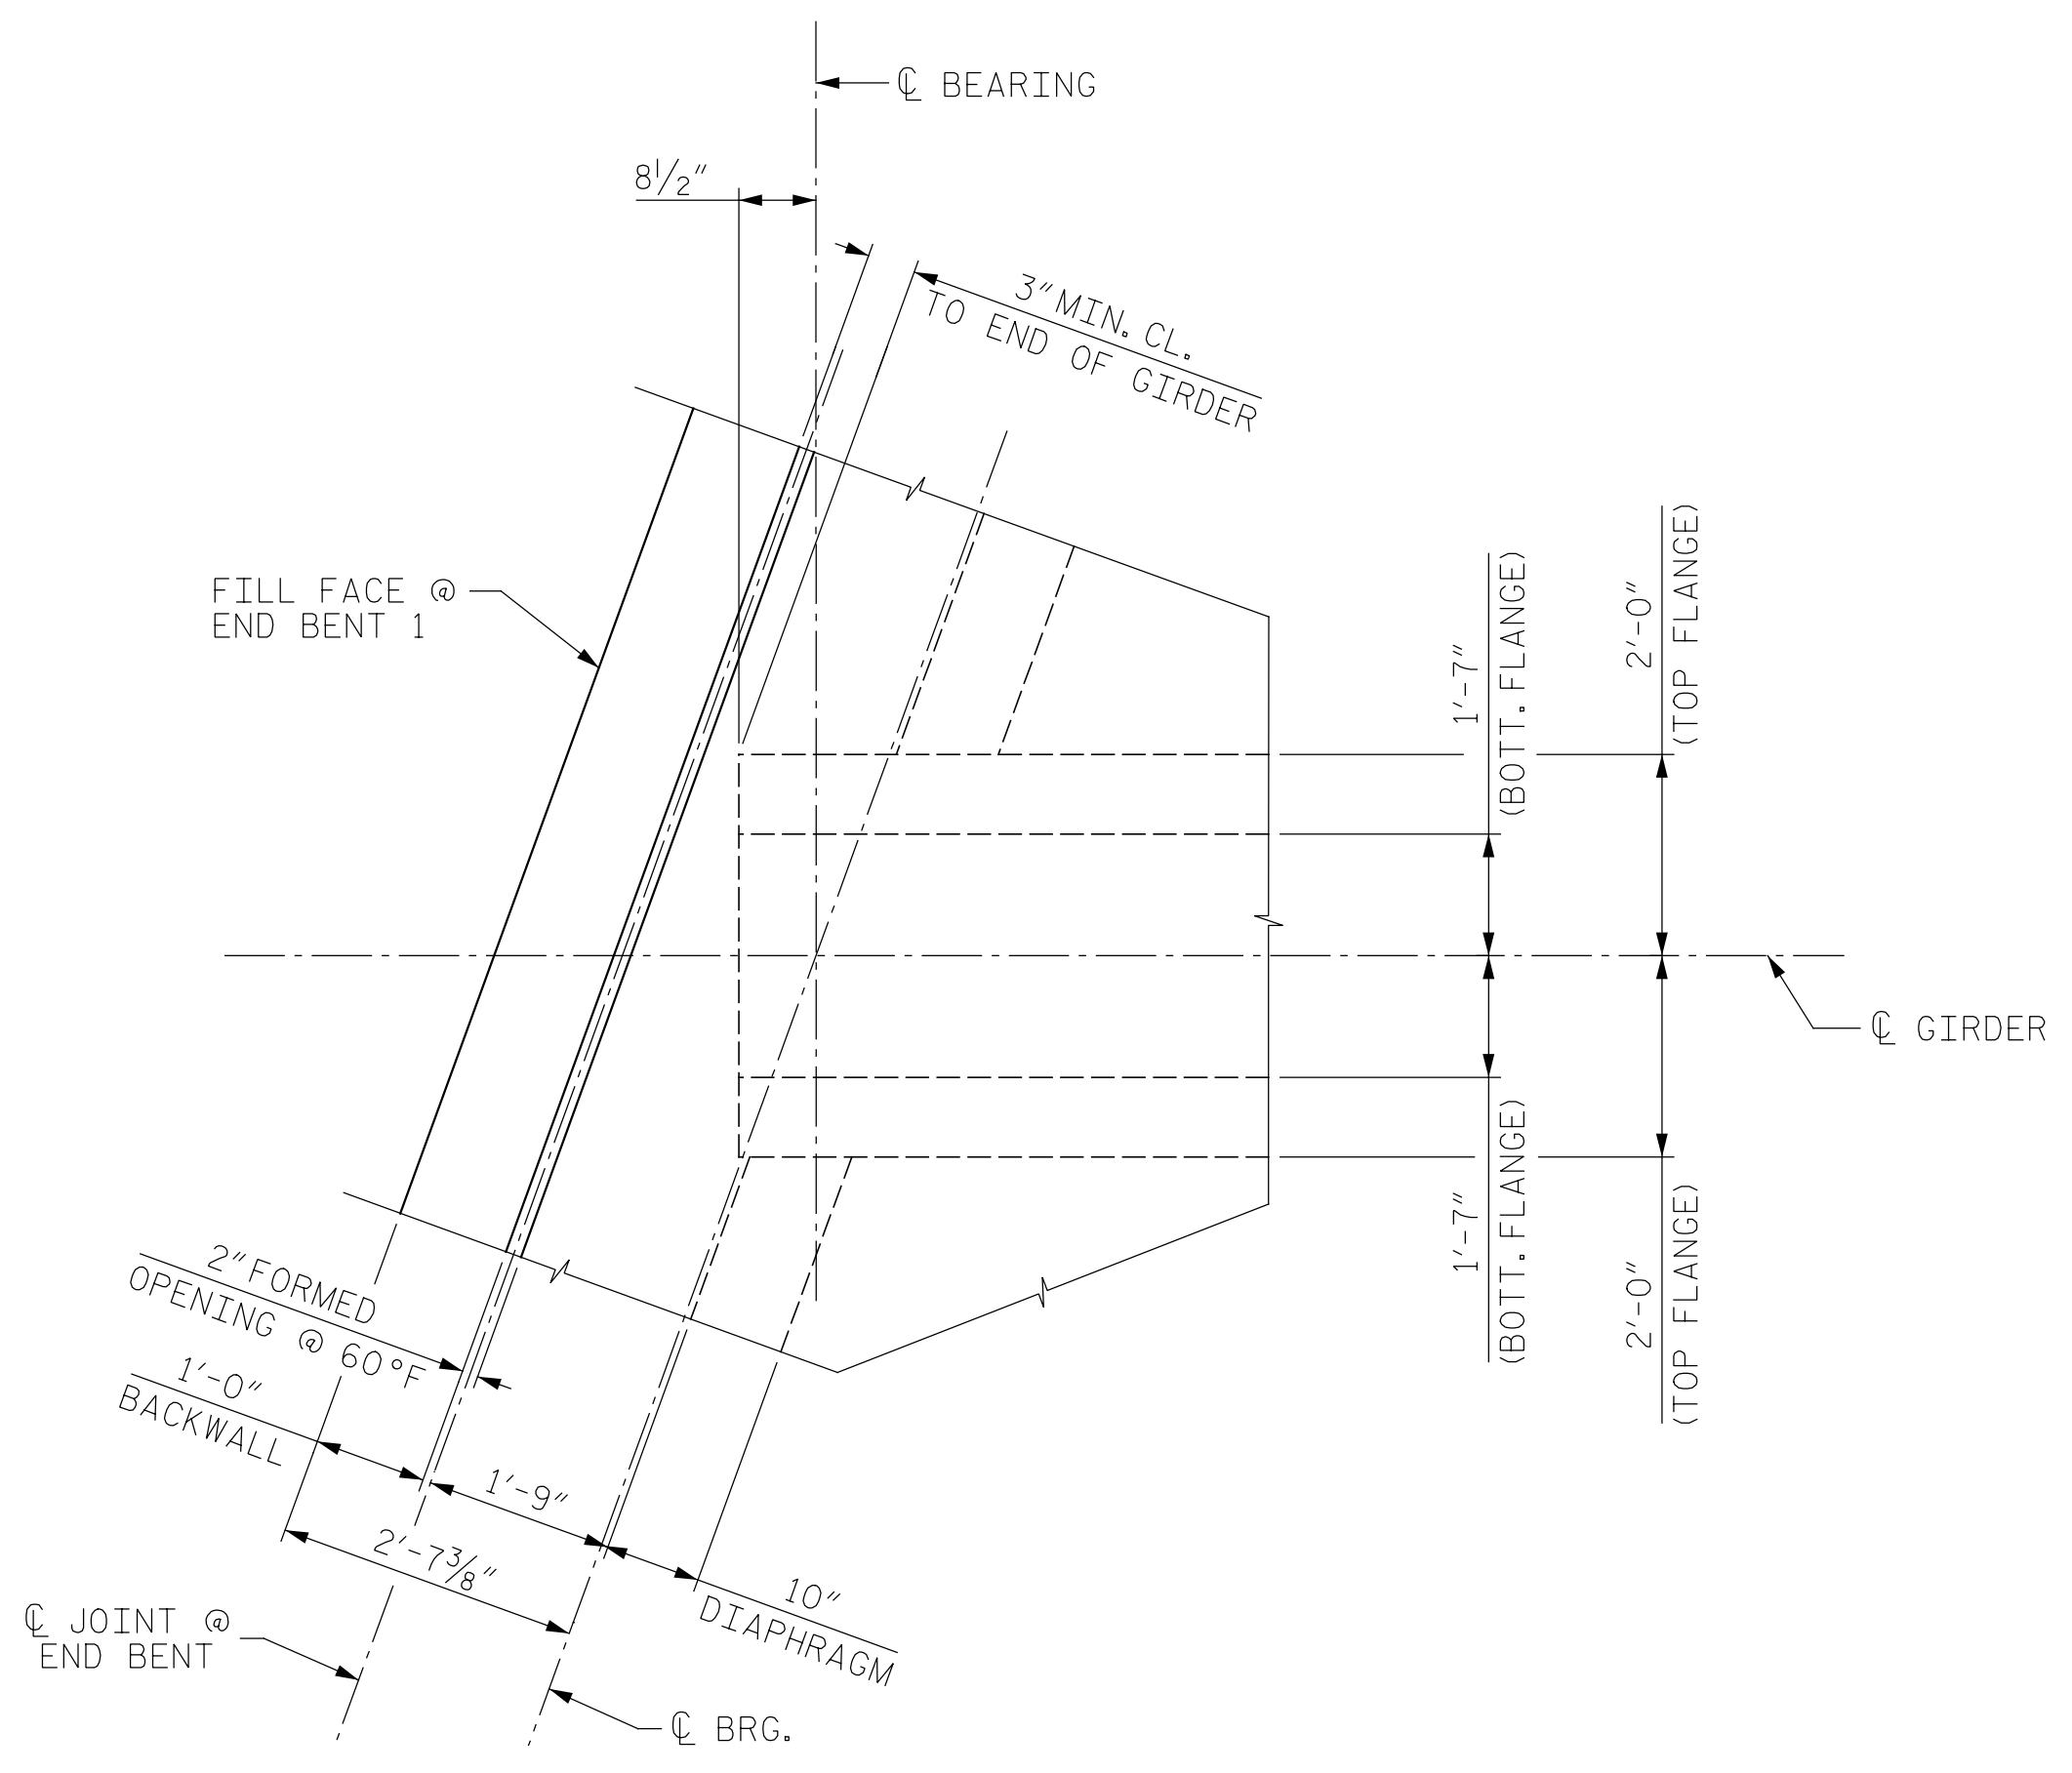 ℄ BEARING
8½"
3" MIN. CL.
TO END OF GIRDER
FILL FACE @
END BENT 1
1'-7"
(BOTT. FLANGE)
2'-0"
(TOP FLANGE)
℄ GIRDER
1'-7"
(BOTT. FLANGE)
2'-0"
(TOP FLANGE)
2" FORMED
OPENING @ 60°F
1'-0"
BACKWALL
1'-9"
2'-7⅜"
10"
DIAPHRAGM
℄ JOINT @
END BENT
℄ BRG.